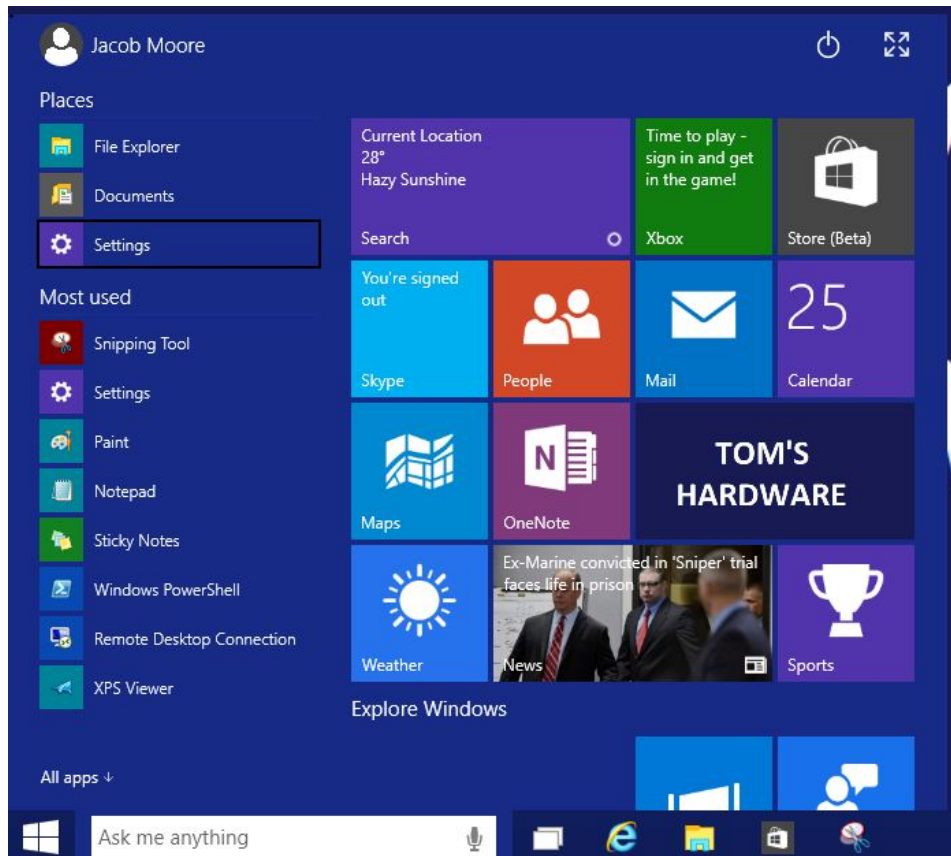 Jacob Moore
Places
File Explorer
Documents
Settings
Most used
Snipping Tool
Settings
Paint
Notepad
Sticky Notes
Windows PowerShell
Remote Desktop Connection
XPS Viewer
All apps
Current Location
28°
Hazy Sunshine
Search
Time to play -
sign in and get
in the game!
Xbox
Store (Beta)
You're signed
out
Skype
People
Mail
25
Calendar
Maps
N
OneNote
TOM'S
HARDWARE
Weather
Ex-Marine convicted in 'Sniper' trial
faces life in prison
News
Sports
Explore Windows
Ask me anything